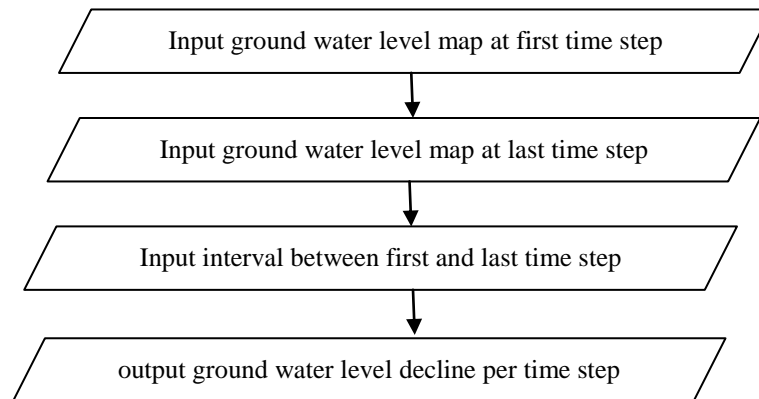 Input ground water level map at first time step
Input ground water level map at last time step
Input interval between first and last time step
output ground water level decline per time step